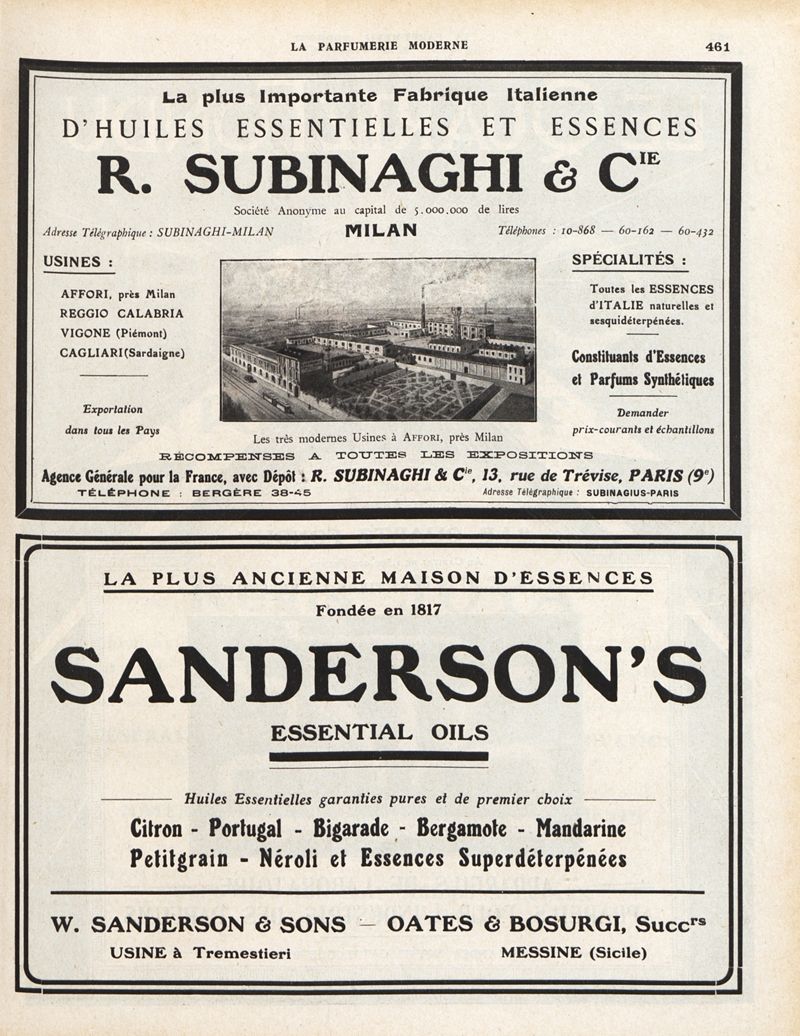 LA PARFUMERIE MODERNE 461
La plus Importante Fabrique Italienne
D'HUILES ESSENTIELLES ET ESSENCES
R. SUBINAGHI & CIE
Société Anonyme au capital de 5.000.000 de lires
Adresse Télégraphique : SUBINAGHI-MILAN MILAN Téléphones : 10-868 — 60-162 — 60-432
USINES :
AFFORI, près Milan
REGGIO CALABRIA
VIGONE (Piémont)
CAGLIARI (Sardaigne)
Exportation
dans tous les Pays
SPÉCIALITÉS :
Toutes les ESSENCES
d'ITALIE naturelles et
sesquidéterpénées.
Constituants d'Essences
et Parfums Synthétiques
Demander
prix-courants et échantillons
Les très modernes Usines à AFFORI, près Milan
RÉCOMPENSES A TOUTES LES EXPOSITIONS
Agence Générale pour la France, avec Dépôt : R. SUBINAGHI & Cie, 13, rue de Trévise, PARIS (9e)
TÉLÉPHONE : BERGÈRE 38-45 Adresse Télégraphique : SUBINAGIUS-PARIS
LA PLUS ANCIENNE MAISON D'ESSENCES
Fondée en 1817
SANDERSON'S
ESSENTIAL OILS
Huiles Essentielles garanties pures et de premier choix
Citron - Portugal - Bigarade - Bergamote - Mandarine
Petitgrain - Néroli et Essences Superdéterpénées
W. SANDERSON & SONS — OATES & BOSURGI, Succrs
USINE à Tremestieri MESSINE (Sicile)